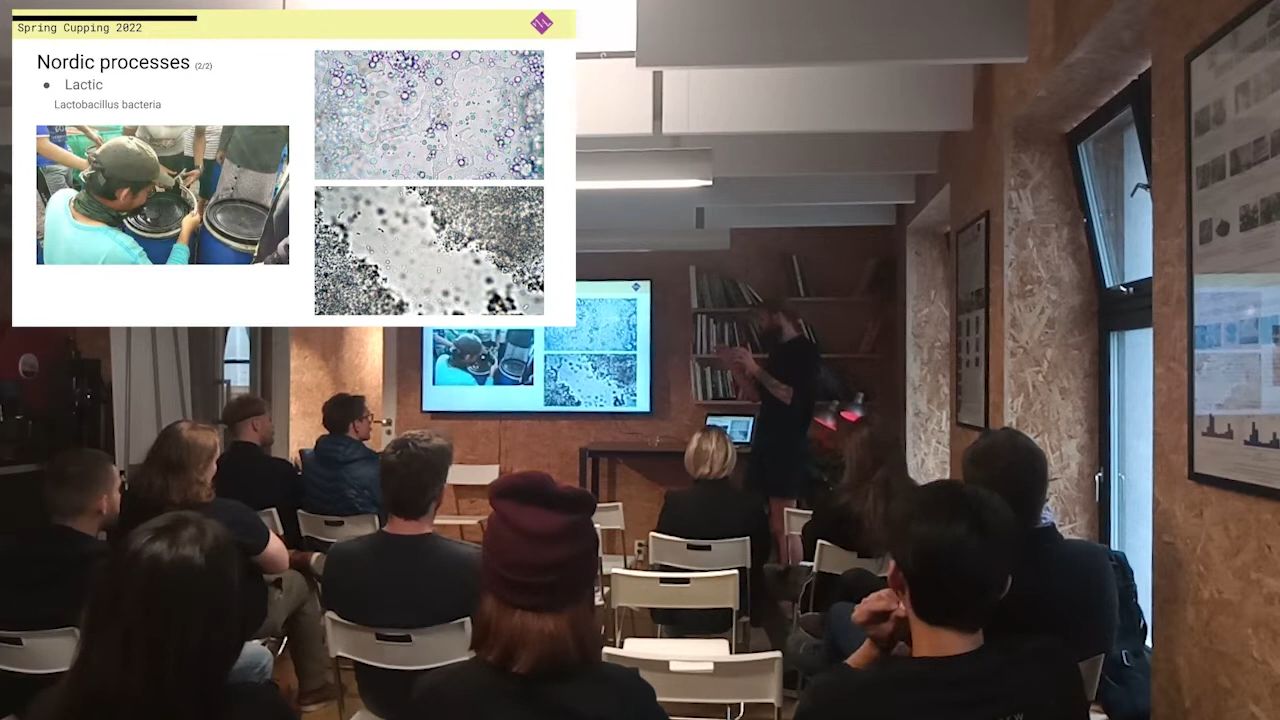 Spring Cupping 2022
Nordic processes (2/2)
● Lactic
Lactobacillus bacteria